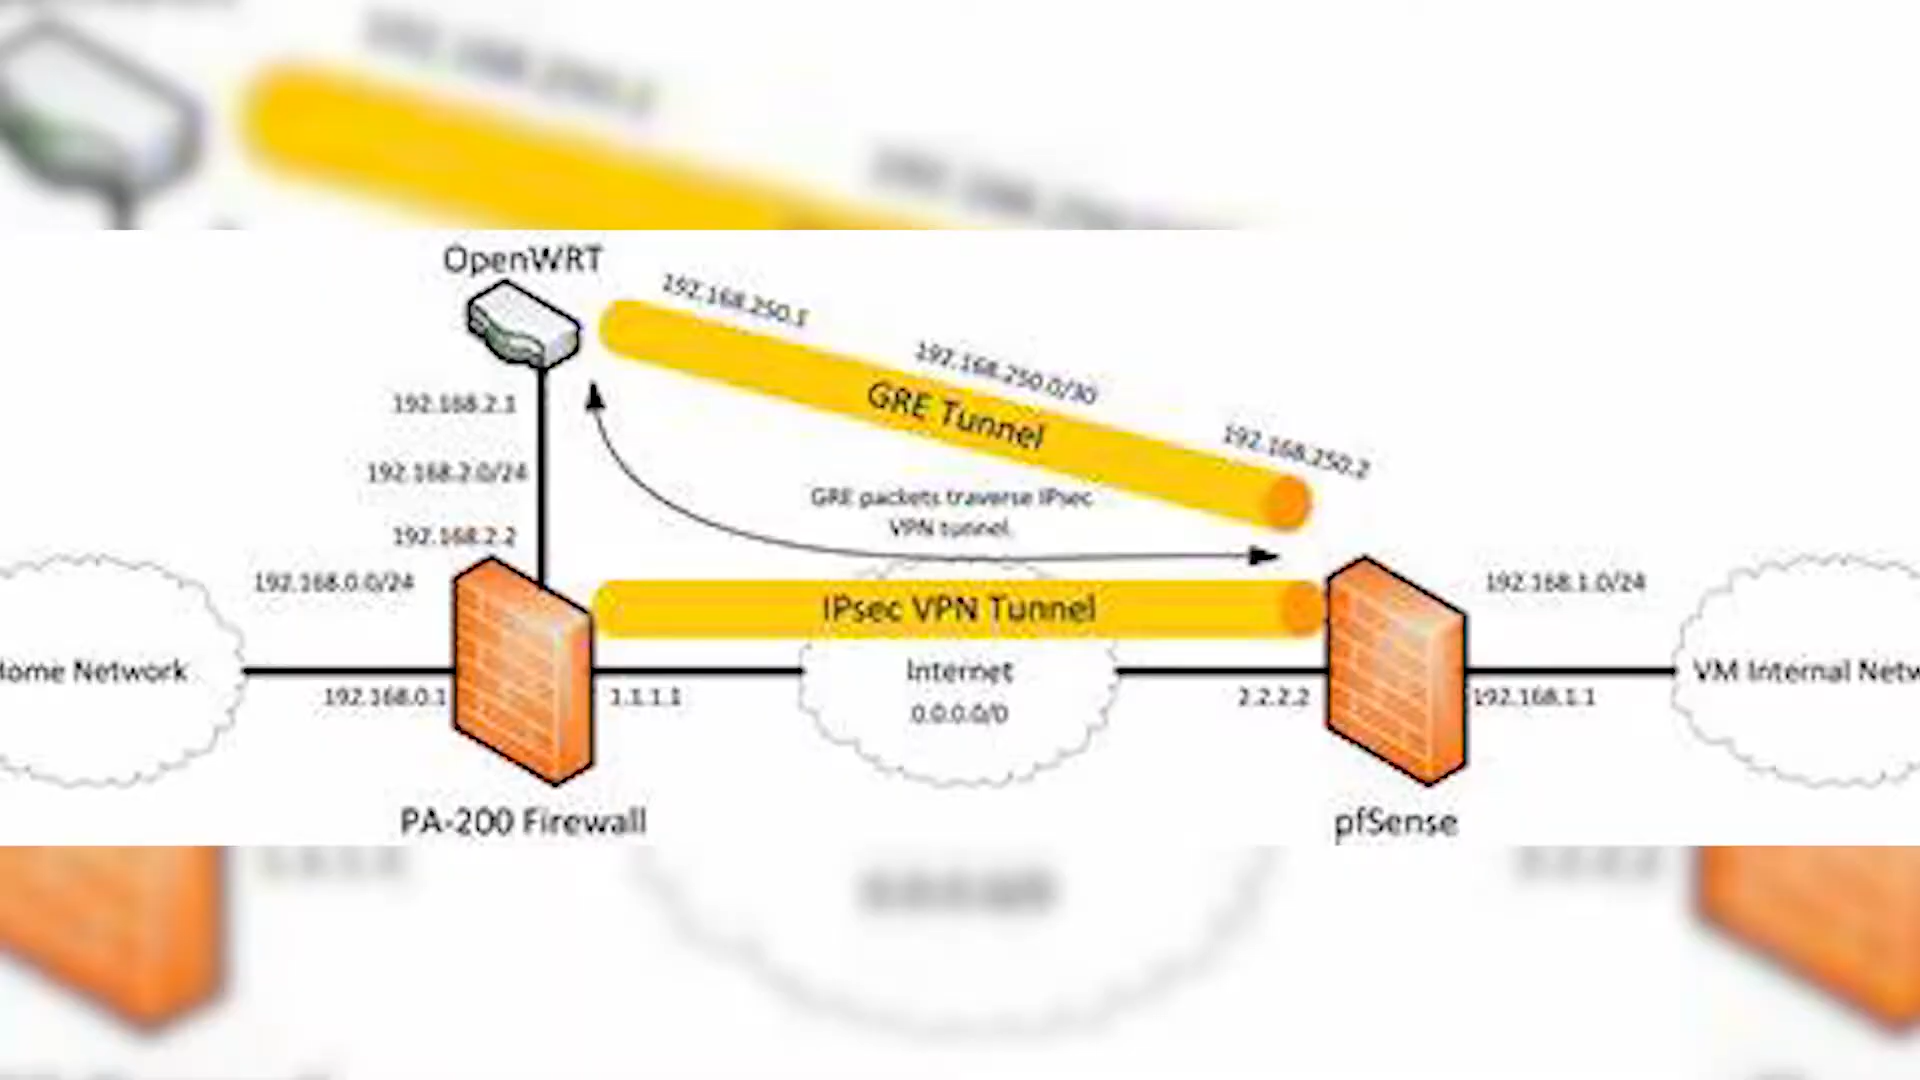 OpenWRT
192.168.250.1
192.168.250.0/30
GRE Tunnel
192.168.250.2
192.168.2.1
192.168.2.0/24
192.168.2.2
GRE packets traverse IPsec
VPN tunnel.
192.168.0.0/24
IPsec VPN Tunnel
192.168.1.0/24
Home Network
Internet
VM Internal Netw
192.168.0.1
1.1.1.1
0.0.0.0/0
2.2.2.2
192.168.1.1
PA-200 Firewall
pfSense